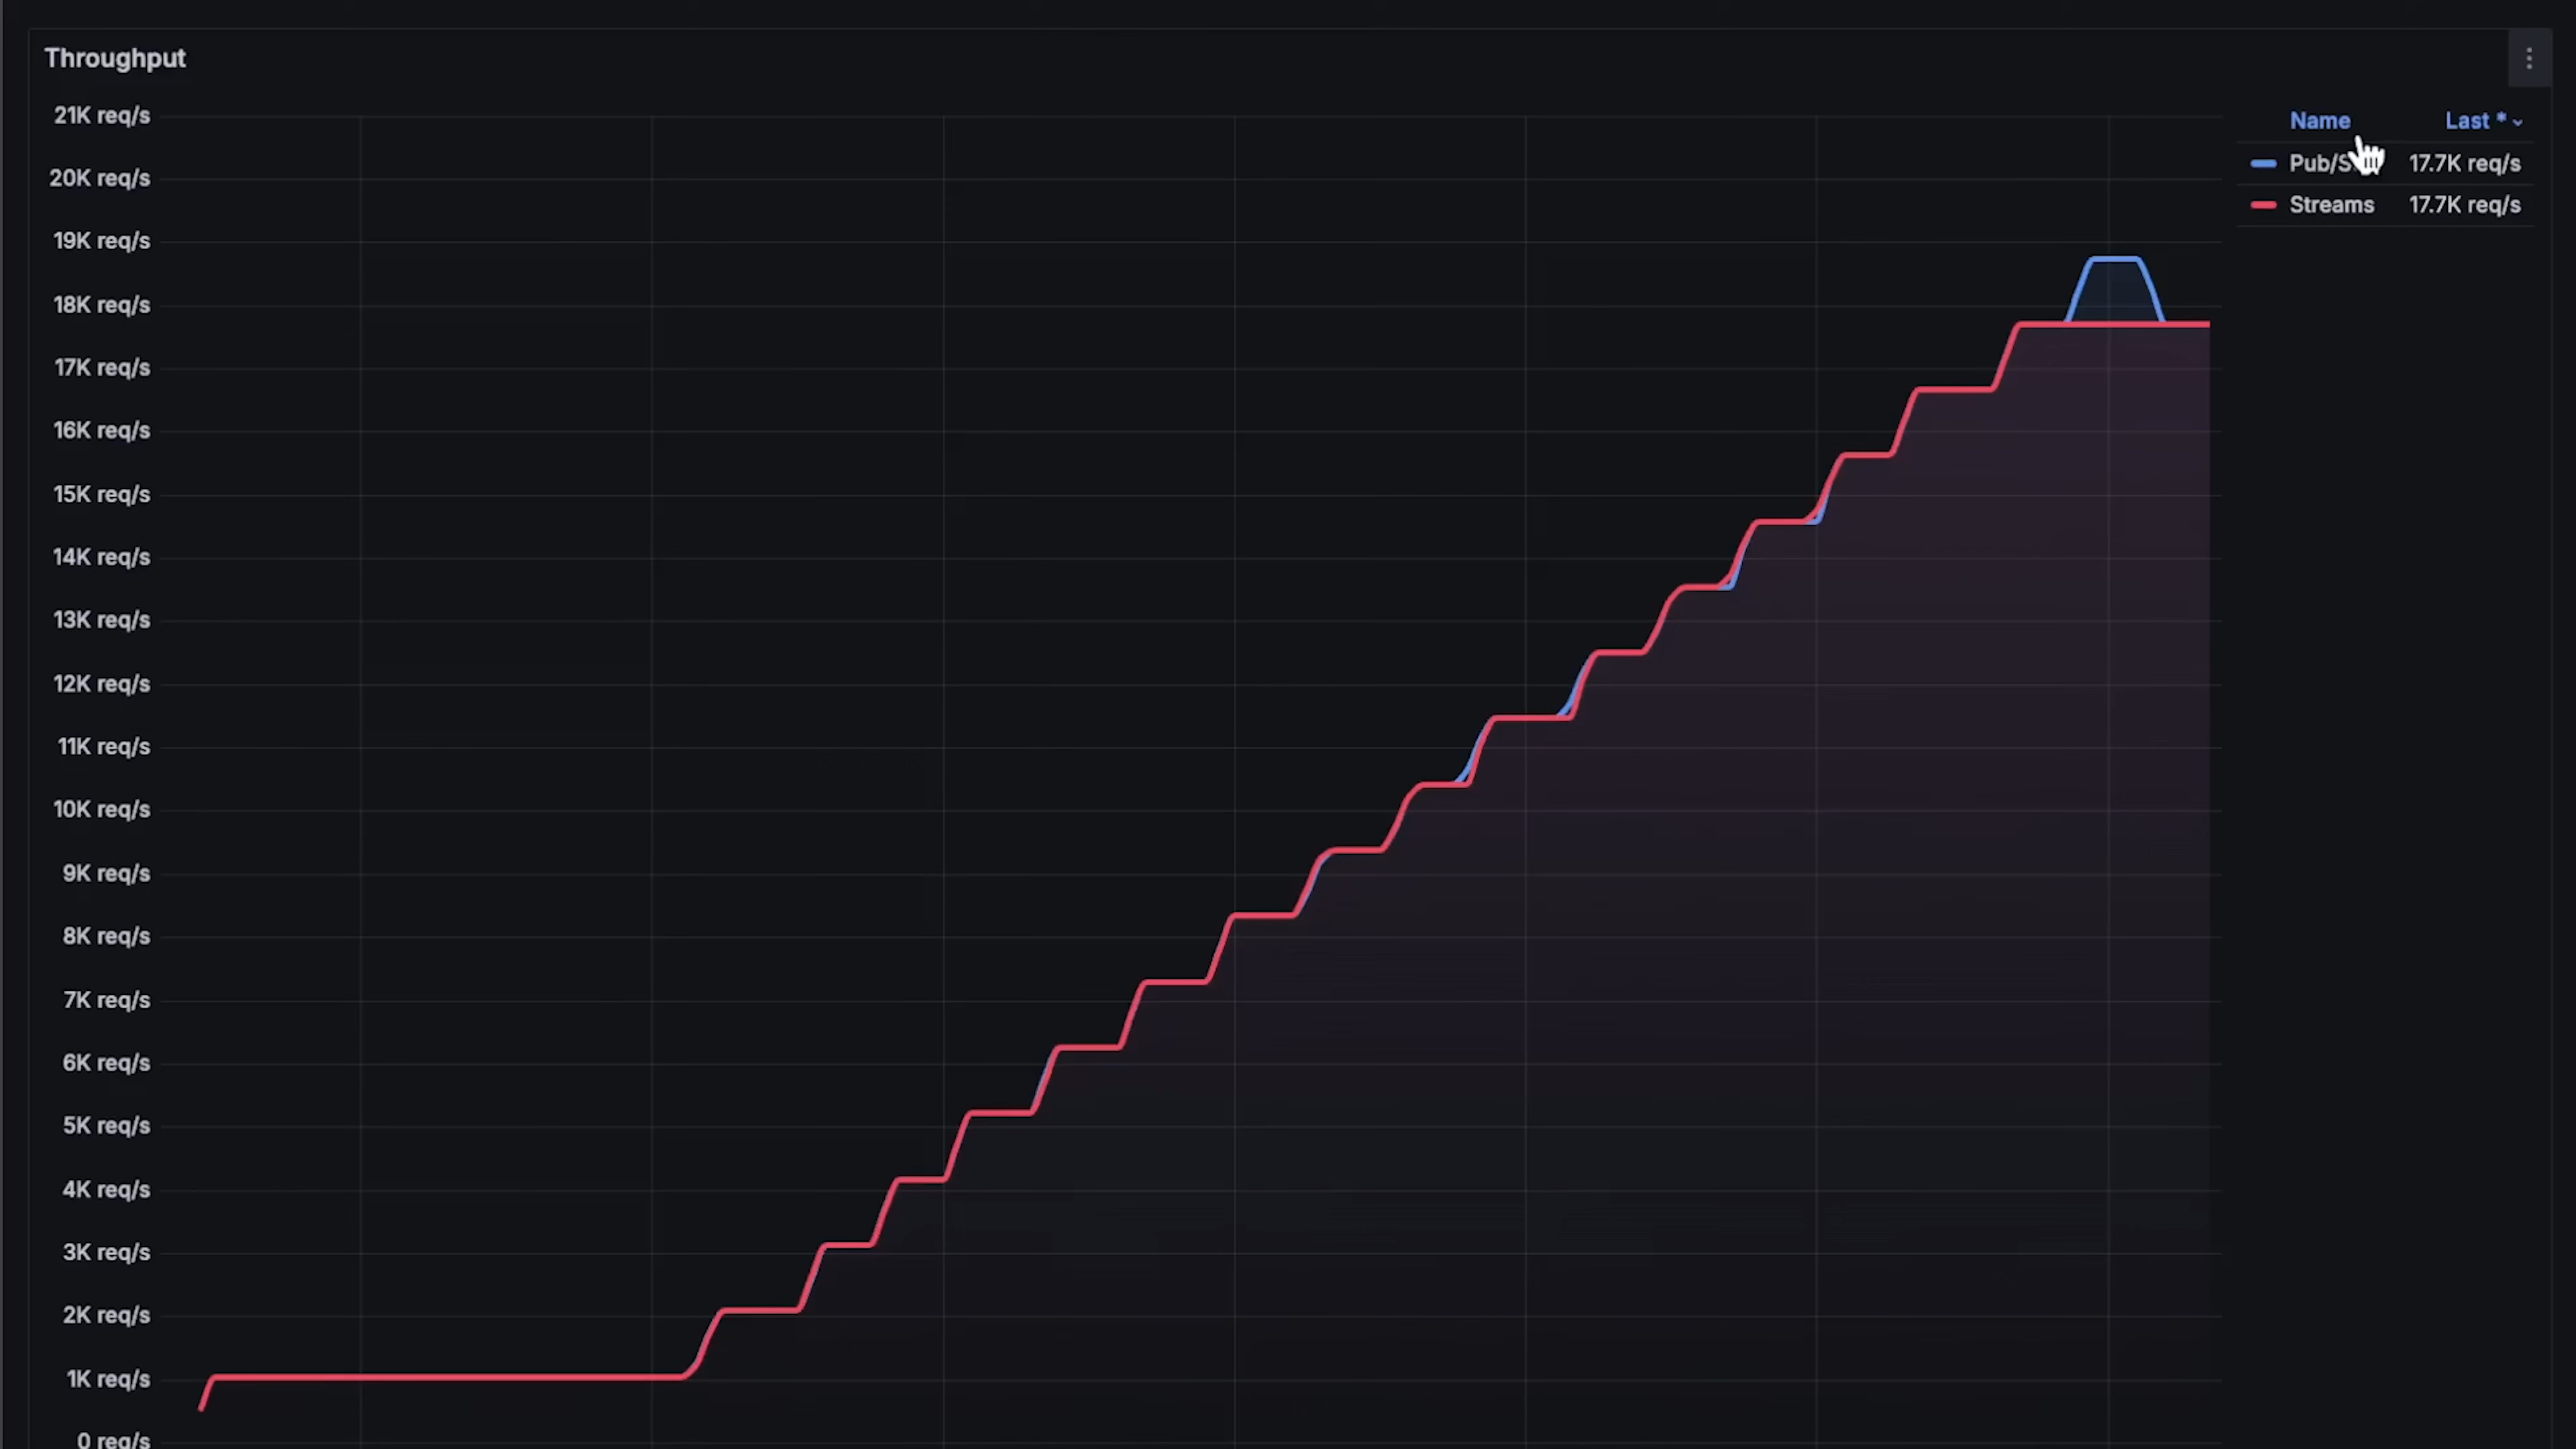 Throughput
21K req/s
20K req/s
19K req/s
18K req/s
17K req/s
16K req/s
15K req/s
14K req/s
13K req/s
12K req/s
11K req/s
10K req/s
9K req/s
8K req/s
7K req/s
6K req/s
5K req/s
4K req/s
3K req/s
2K req/s
1K req/s
0 req/s
Name Last *
17.7K req/s
Streams 17.7K req/s